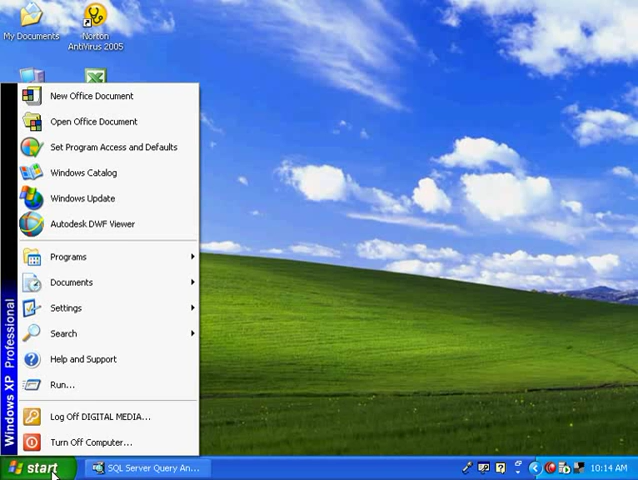 My Documents
Norton
AntiVirus 2005
New Office Document
Open Office Document
Set Program Access and Defaults
Windows Catalog
Windows Update
Autodesk DWF Viewer
Programs
Documents
Settings
Search
Help and Support
Run...
Log Off DIGITAL MEDIA...
Turn Off Computer...
Windows XP Professional
start
SQL Server Query An...
10:14 AM